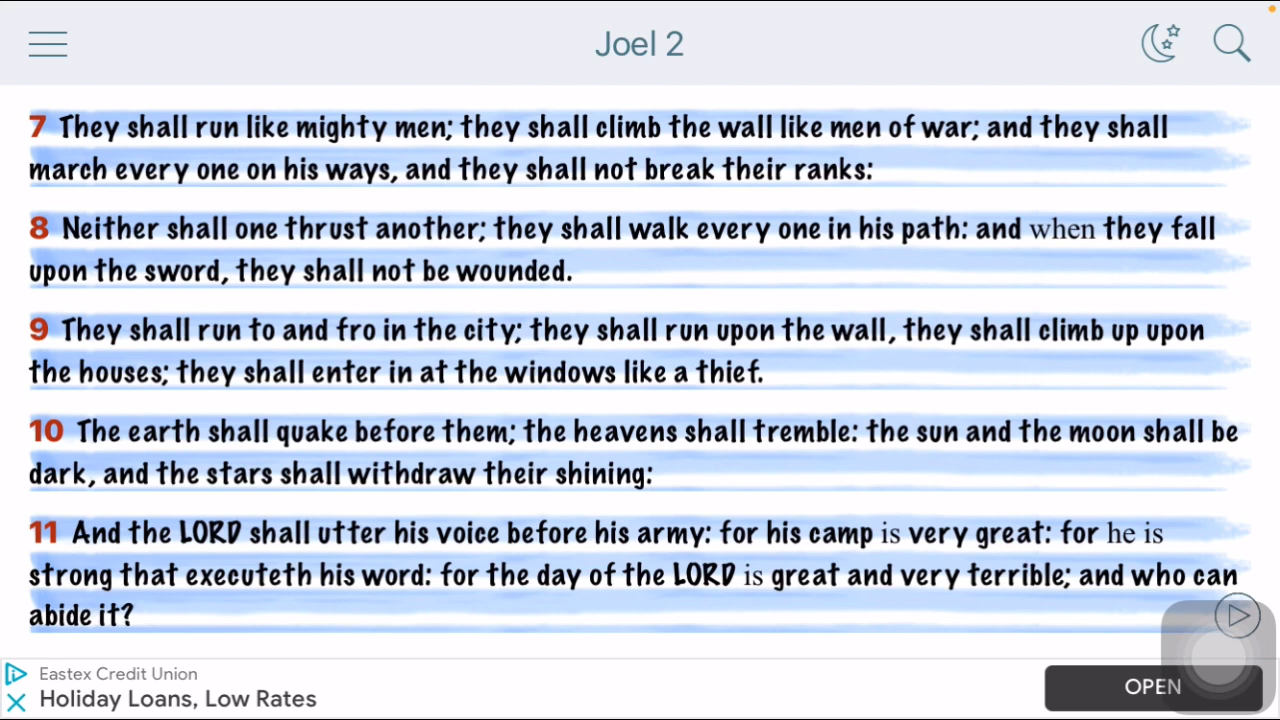 Joel 2
7 They shall run like mighty men; they shall climb the wall like men of war; and they shall
march every one on his ways, and they shall not break their ranks:
8 Neither shall one thrust another; they shall walk every one in his path: and when they fall
upon the sword, they shall not be wounded.
9 They shall run to and fro in the city; they shall run upon the wall, they shall climb up upon
the houses; they shall enter in at the windows like a thief.
10 The earth shall quake before them; the heavens shall tremble: the sun and the moon shall be
dark, and the stars shall withdraw their shining:
11 And the LORD shall utter his voice before his army: for his camp is very great: for he is
strong that executeth his word: for the day of the LORD is great and very terrible; and who can
abide it?
Eastex Credit Union
Holiday Loans, Low Rates
OPEN